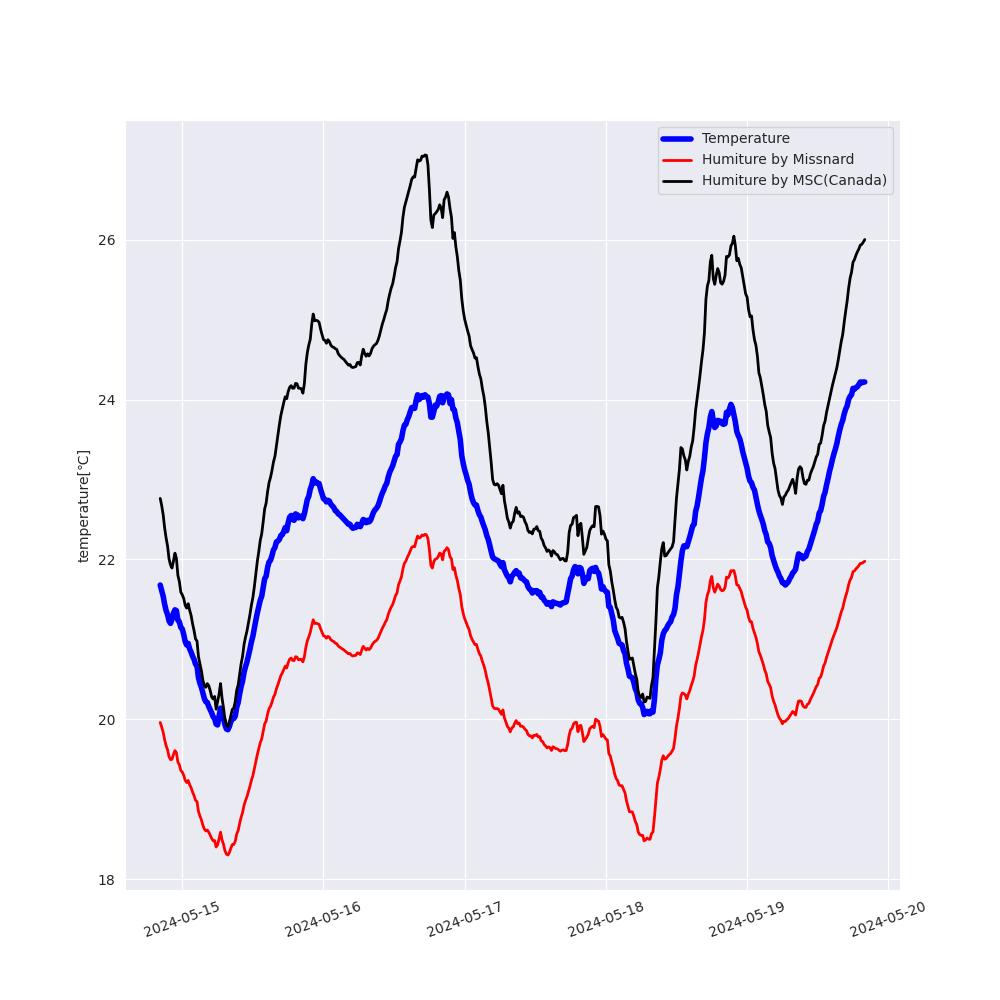 Temperature
Humiture by Missnard
Humiture by MSC(Canada)
26
24
22
20
18
temperature[℃]
2024-05-15
2024-05-16
2024-05-17
2024-05-18
2024-05-19
2024-05-20